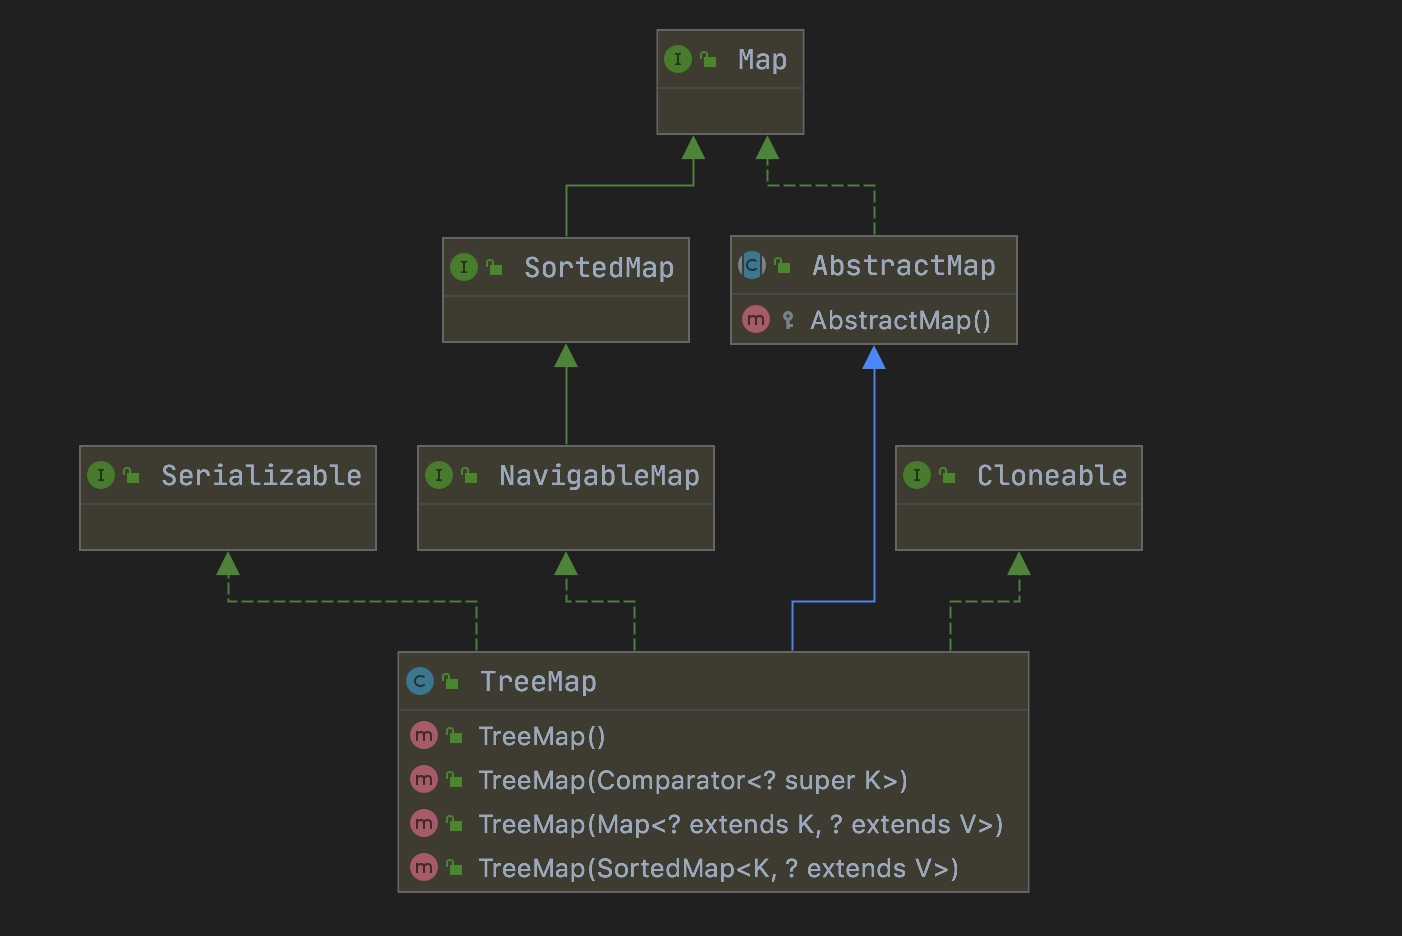 Map
SortedMap
AbstractMap
AbstractMap()
Serializable
NavigableMap
Cloneable
TreeMap
TreeMap()
TreeMap(Comparator<? super K>)
TreeMap(Map<? extends K, ? extends V>)
TreeMap(SortedMap<K, ? extends V>)